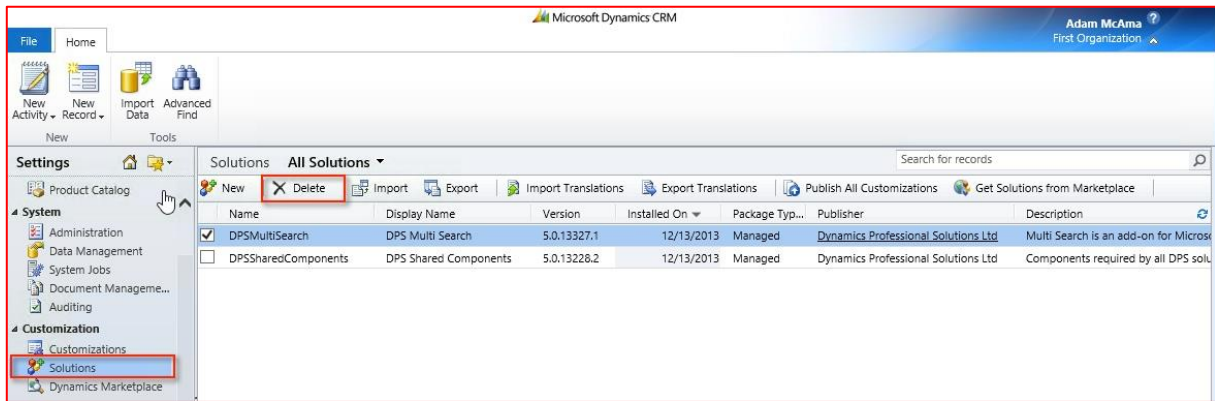 Microsoft Dynamics CRM
Adam McAma
First Organization
File Home
New Activity
New Record
Import Data
Advanced Find
New
Tools
Settings
Solutions All Solutions
Search for records
Product Catalog
New Delete Import Export Import Translations Export Translations Publish All Customizations Get Solutions from Marketplace
System
Name Display Name Version Installed On Package Typ... Publisher Description
Administration
DPSMultiSearch DPS Multi Search 5.0.13327.1 12/13/2013 Managed Dynamics Professional Solutions Ltd Multi Search is an add-on for Microso
Data Management
DPSSharedComponents DPS Shared Components 5.0.13228.2 12/13/2013 Managed Dynamics Professional Solutions Ltd Components required by all DPS solu
System Jobs
Document Manageme...
Auditing
Customization
Customizations
Solutions
Dynamics Marketplace